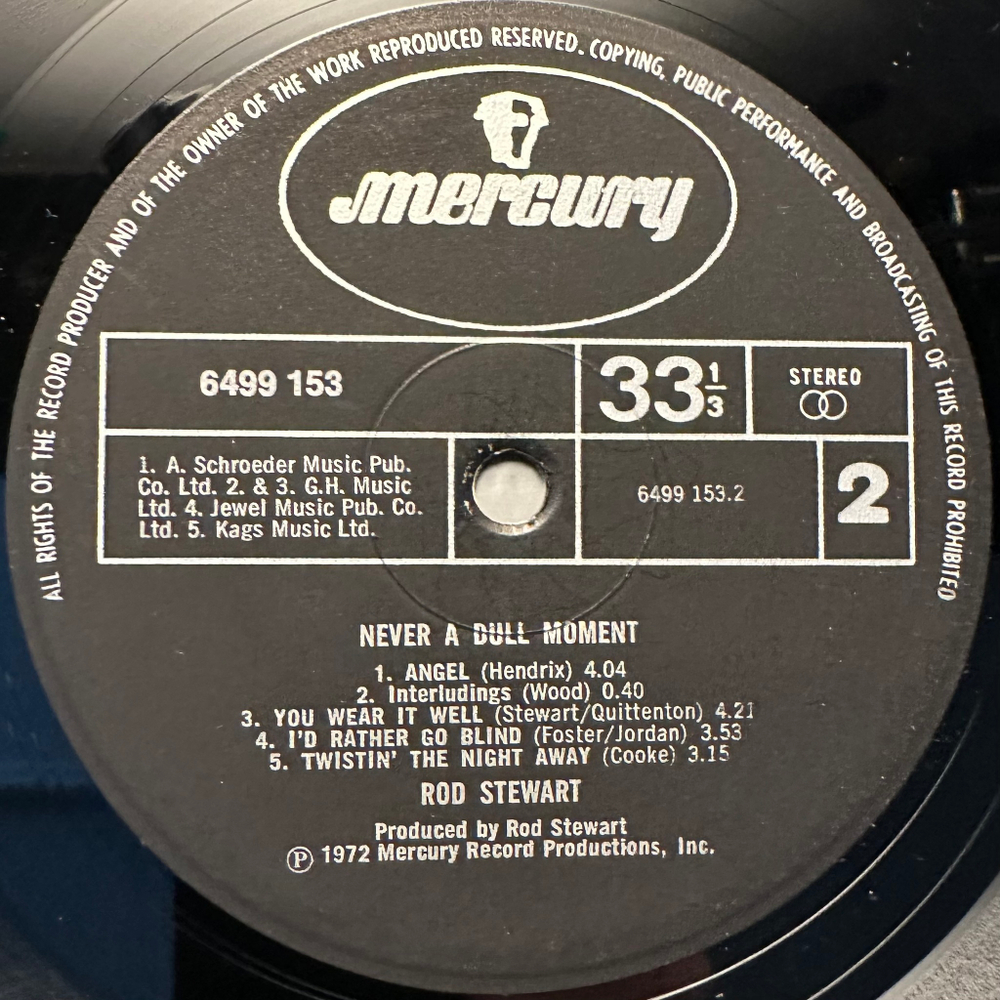 ALL RIGHTS OF THE RECORD PRODUCER AND OF THE OWNER OF THE WORK REPRODUCED RESERVED. COPYING, PUBLIC PERFORMANCE AND BROADCASTING OF THIS RECORD PROHIBITED
mercury
6499 153
33 1/3
STEREO
1. A. Schroeder Music Pub.
Co. Ltd. 2. & 3. G.H. Music
Ltd. 4. Jewel Music Pub. Co.
Ltd. 5. Kags Music Ltd.
6499 153.2
2
NEVER A DULL MOMENT
1. ANGEL (Hendrix) 4.04
2. Interludings (Wood) 0.40
3. YOU WEAR IT WELL (Stewart/Quittenton) 4.21
4. I'D RATHER GO BLIND (Foster/Jordan) 3.53
5. TWISTIN' THE NIGHT AWAY (Cooke) 3.15
ROD STEWART
Produced by Rod Stewart
℗ 1972 Mercury Record Productions, Inc.